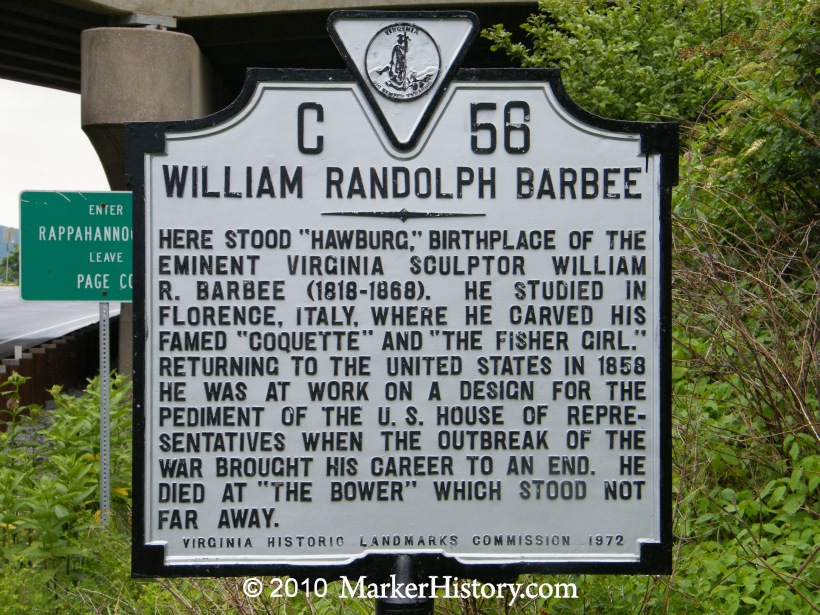 VIRGINIA
C 56
WILLIAM RANDOLPH BARBEE
HERE STOOD "HAWBURG," BIRTHPLACE OF THE
EMINENT VIRGINIA SCULPTOR WILLIAM
R. BARBEE (1818-1868). HE STUDIED IN
FLORENCE, ITALY, WHERE HE CARVED HIS
FAMED "COQUETTE" AND "THE FISHER GIRL."
RETURNING TO THE UNITED STATES IN 1858
HE WAS AT WORK ON A DESIGN FOR THE
PEDIMENT OF THE U. S. HOUSE OF REPRE-
SENTATIVES WHEN THE OUTBREAK OF THE
WAR BROUGHT HIS CAREER TO AN END. HE
DIED AT "THE BOWER" WHICH STOOD NOT
FAR AWAY.
VIRGINIA HISTORIC LANDMARKS COMMISSION 1972
ENTER
RAPPAHANNO
LEAVE
PAGE CO
© 2010 MarkerHistory.com